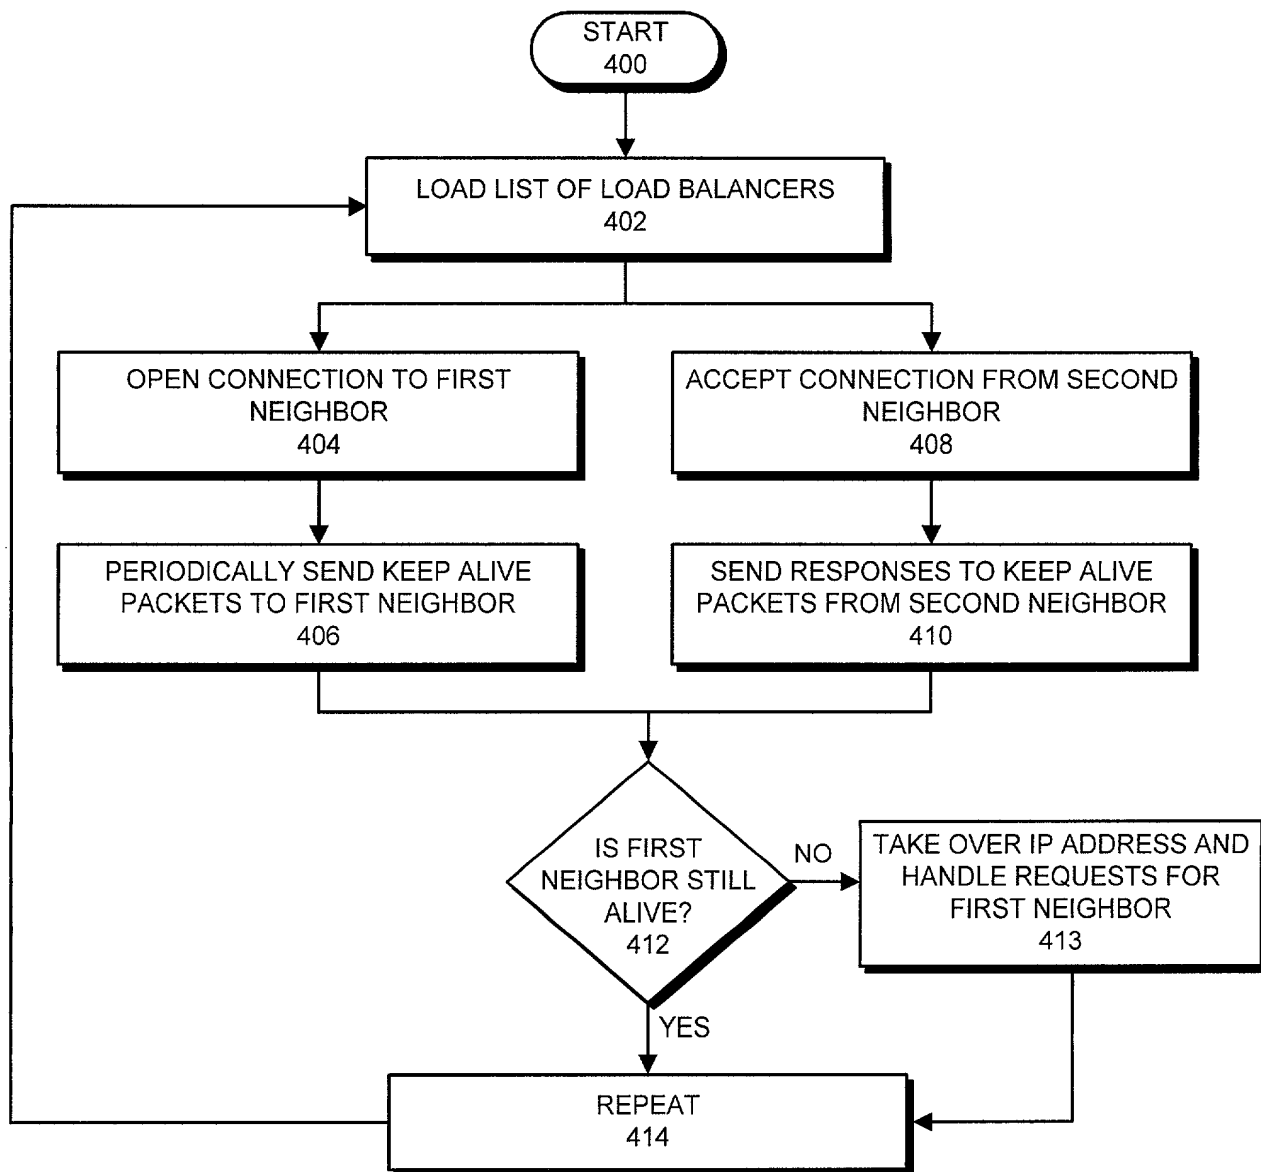 START
400
LOAD LIST OF LOAD BALANCERS
402
OPEN CONNECTION TO FIRST
NEIGHBOR
404
ACCEPT CONNECTION FROM SECOND
NEIGHBOR
408
PERIODICALLY SEND KEEP ALIVE
PACKETS TO FIRST NEIGHBOR
406
SEND RESPONSES TO KEEP ALIVE
PACKETS FROM SECOND NEIGHBOR
410
IS FIRST
NEIGHBOR STILL
ALIVE?
412
NO
TAKE OVER IP ADDRESS AND
HANDLE REQUESTS FOR
FIRST NEIGHBOR
413
YES
REPEAT
414